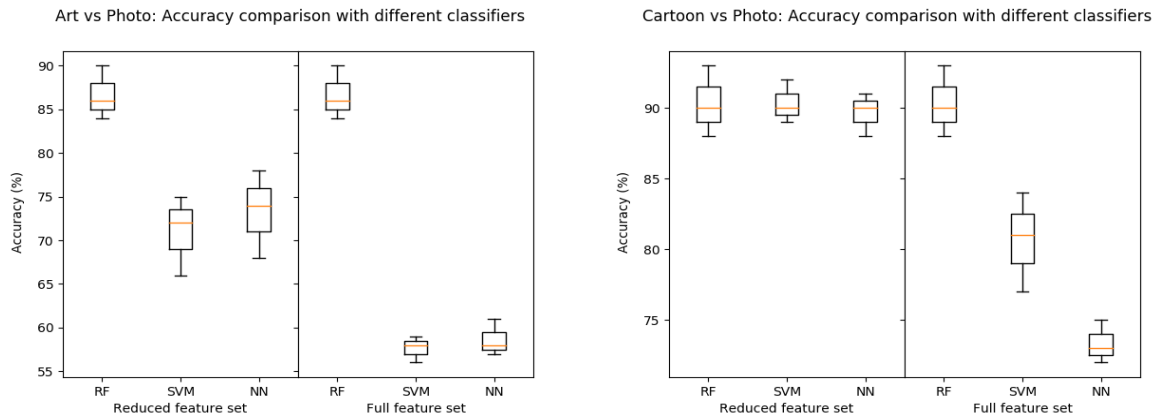 Art vs Photo: Accuracy comparison with different classifiers
Accuracy (%)
90
85
80
75
70
65
60
55
RF SVM NN RF SVM NN
Reduced feature set Full feature set
Cartoon vs Photo: Accuracy comparison with different classifiers
Accuracy (%)
90
85
80
75
RF SVM NN RF SVM NN
Reduced feature set Full feature set